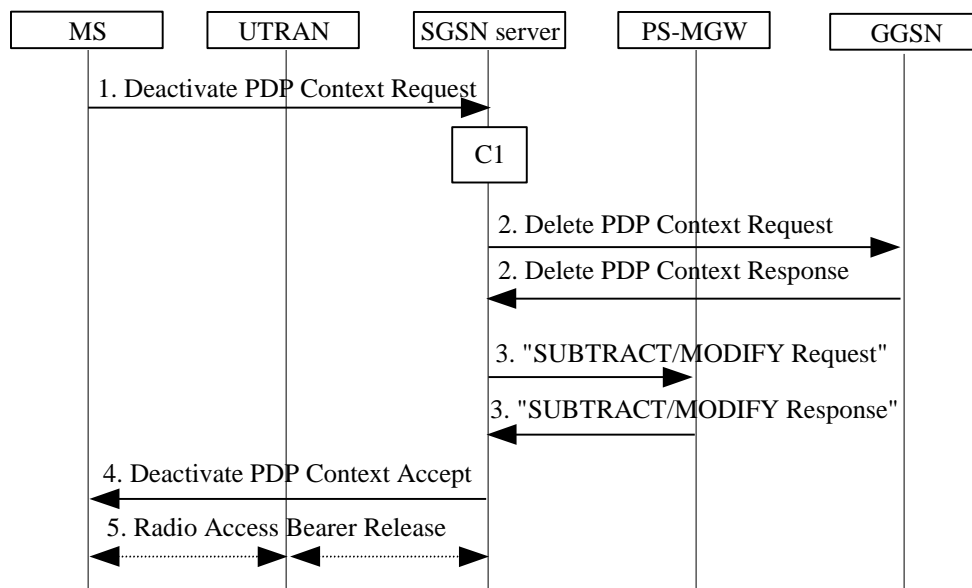 MS UTRAN SGSN server PS-MGW GGSN
1. Deactivate PDP Context Request
C1
2. Delete PDP Context Request
2. Delete PDP Context Response
3. "SUBTRACT/MODIFY Request"
3. "SUBTRACT/MODIFY Response"
4. Deactivate PDP Context Accept
5. Radio Access Bearer Release